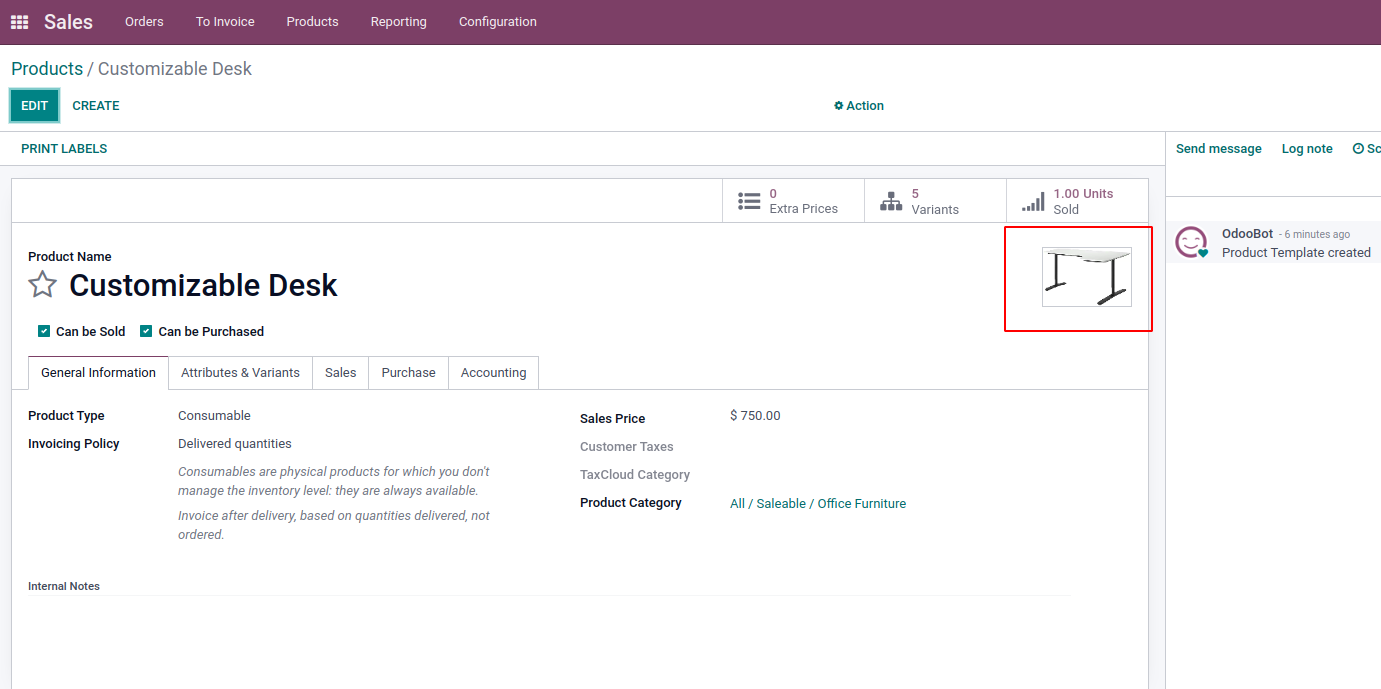 Sales Orders To Invoice Products Reporting Configuration
Products / Customizable Desk
EDIT CREATE Action
PRINT LABELS
Send message Log note Sc
0
Extra Prices
5
Variants
1.00 Units
Sold
OdooBot - 6 minutes ago
Product Template created
Product Name
Customizable Desk
Can be Sold Can be Purchased
General Information Attributes & Variants Sales Purchase Accounting
Product Type Consumable
Invoicing Policy Delivered quantities
Consumables are physical products for which you don't
manage the inventory level: they are always available.
Invoice after delivery, based on quantities delivered, not
ordered.
Sales Price $ 750.00
Customer Taxes
TaxCloud Category
Product Category All / Saleable / Office Furniture
Internal Notes